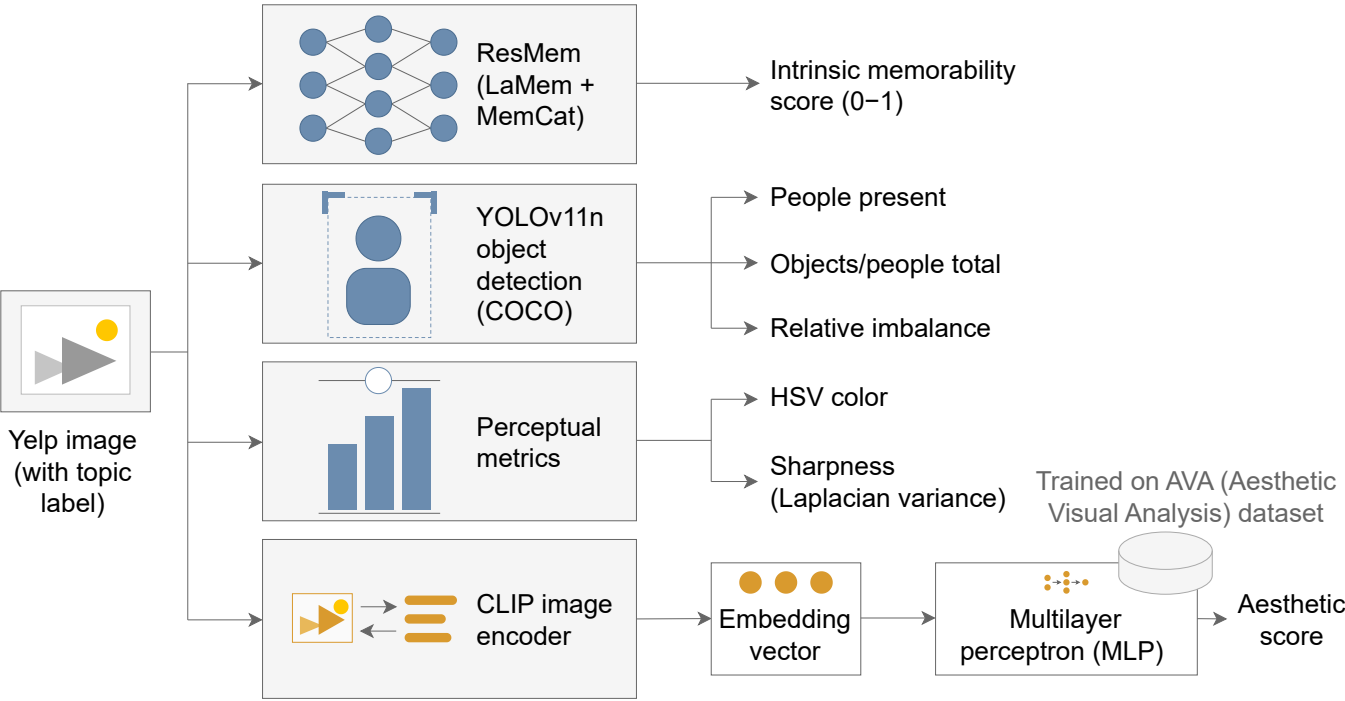 ResMem
(LaMem +
MemCat)
Intrinsic memorability
score (0−1)
YOLOv11n
object
detection
(COCO)
People present
Objects/people total
Relative imbalance
Yelp image
(with topic
label)
Perceptual
metrics
HSV color
Sharpness
(Laplacian variance)
Trained on AVA (Aesthetic
Visual Analysis) dataset
CLIP image
encoder
Embedding
vector
Multilayer
perceptron (MLP)
Aesthetic
score